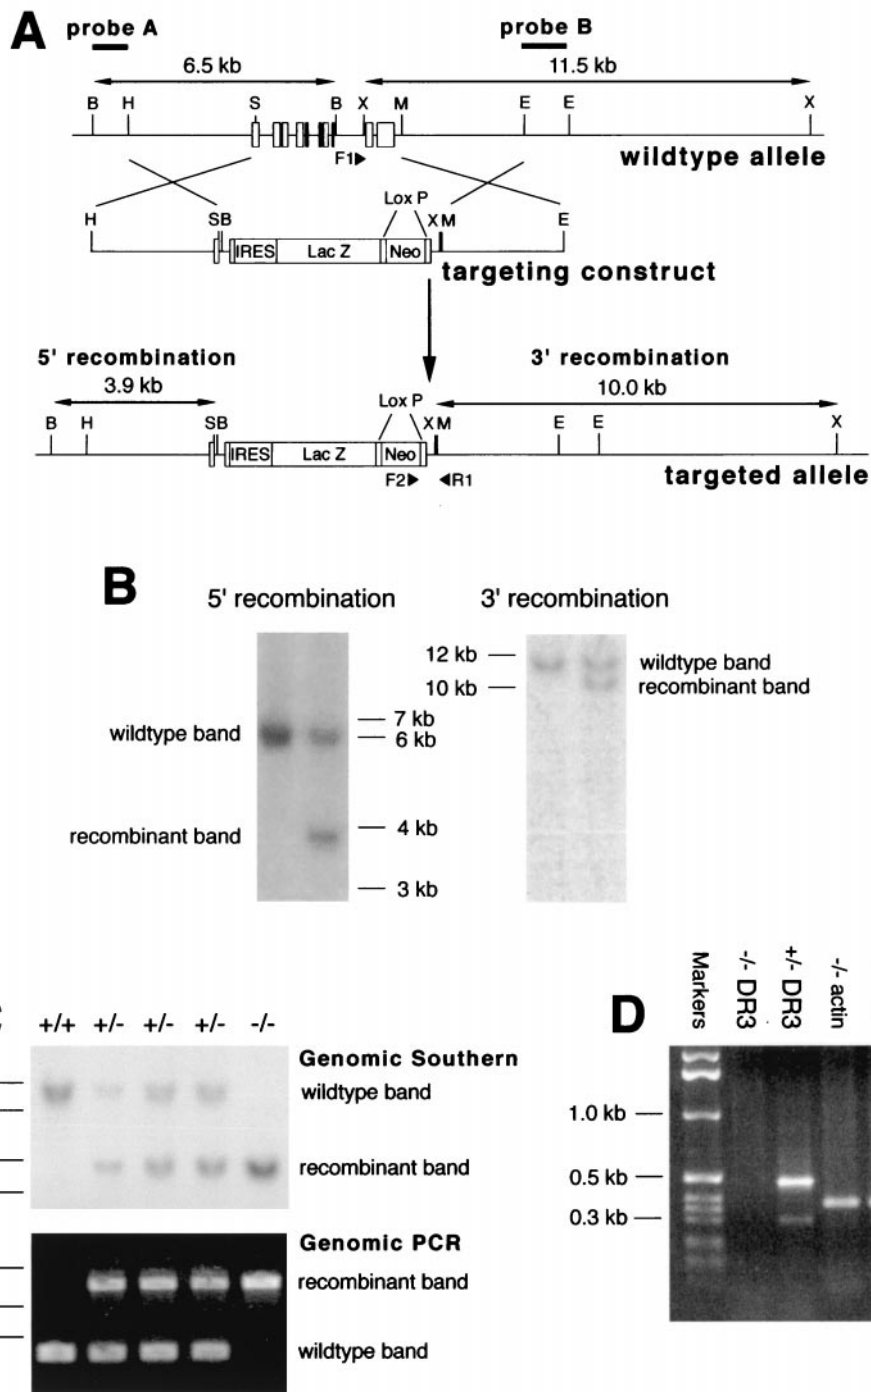 A
probe A
probe B
6.5 kb
11.5 kb
B H S B X M E E X
F1
wildtype allele
Lox P
H SB X M E
IRES Lac Z Neo
targeting construct
5' recombination
3' recombination
3.9 kb
10.0 kb
Lox P
B H SB X M E E X
IRES Lac Z Neo
F2 R1
targeted allele
B
5' recombination
3' recombination
wildtype band
recombinant band
7 kb
6 kb
4 kb
3 kb
12 kb
10 kb
wildtype band
recombinant band
+/+ +/- +/- +/- -/-
Genomic Southern
wildtype band
recombinant band
Genomic PCR
recombinant band
wildtype band
D
Markers
-/- DR3
+/- DR3
-/- actin
1.0 kb
0.5 kb
0.3 kb